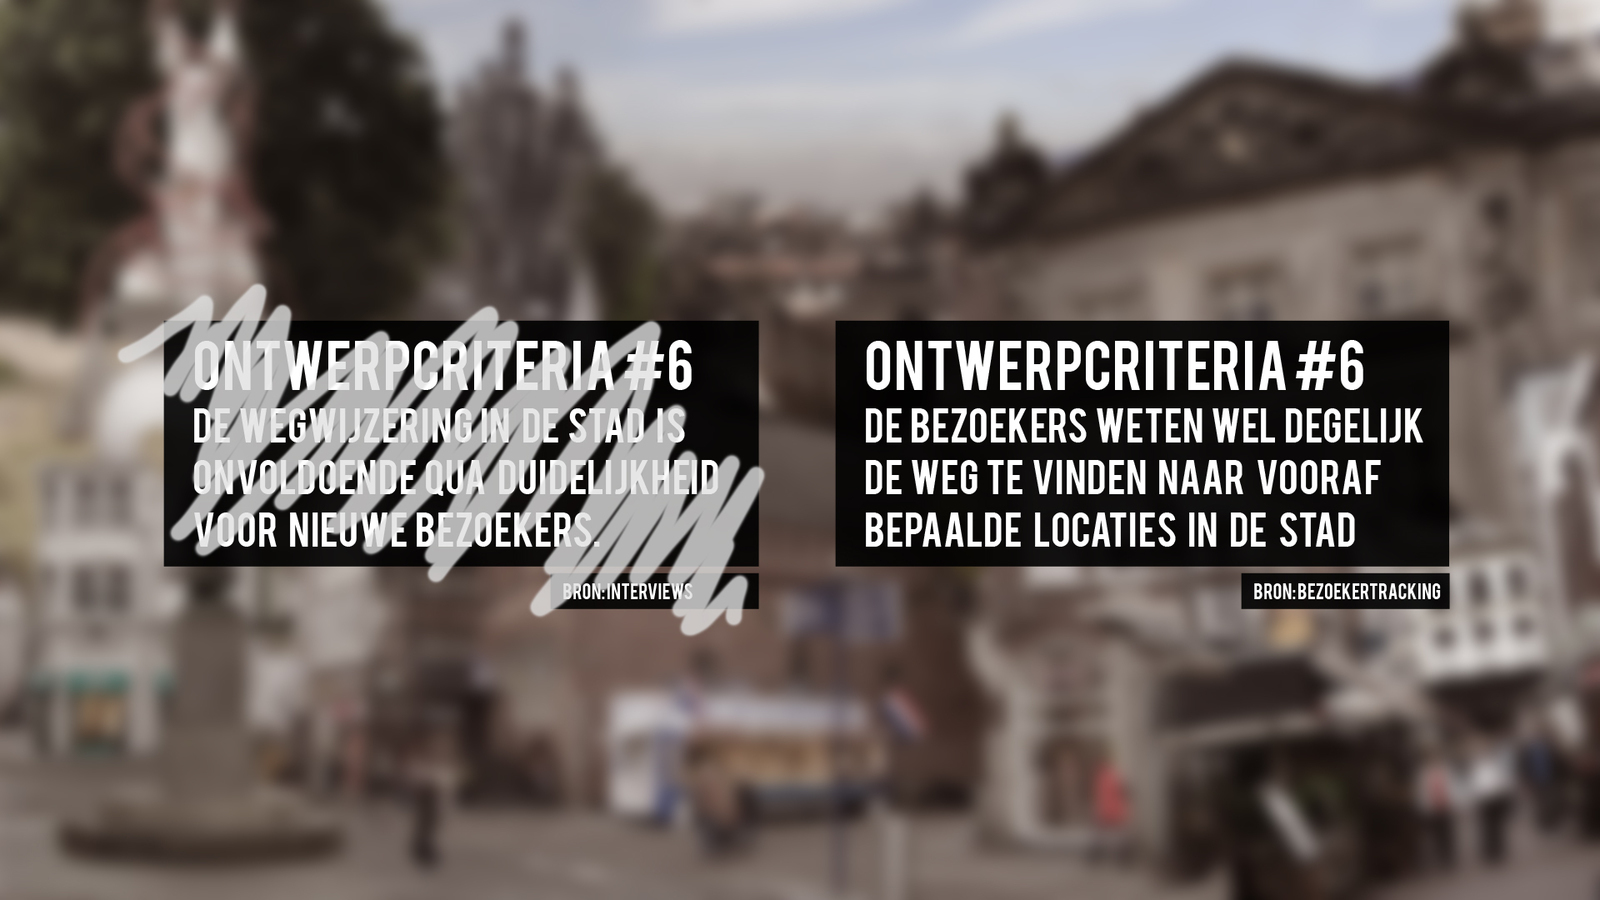 ONTWERPCRITERIA #6
DE WEGWIJZERING IN DE STAD IS
ONVOLDOENDE QUA DUIDELIJKHEID
VOOR NIEUWE BEZOEKERS.
BRON:INTERVIEWS
ONTWERPCRITERIA #6
DE BEZOEKERS WETEN WEL DEGELIJK
DE WEG TE VINDEN NAAR VOORAF
BEPAALDE LOCATIES IN DE STAD
BRON:BEZOEKERTRACKING